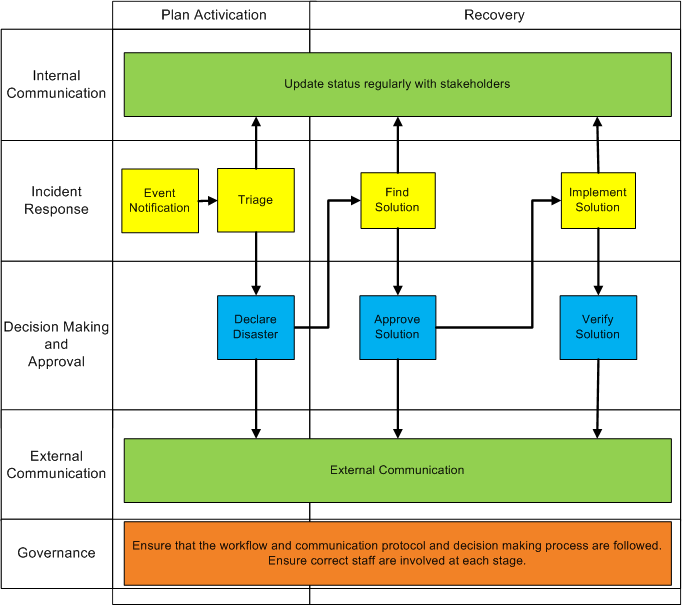 Plan Activication
Recovery
Internal
Communication
Update status regularly with stakeholders
Incident
Response
Event
Notification
Triage
Find
Solution
Implement
Solution
Decision Making
and
Approval
Declare
Disaster
Approve
Solution
Verify
Solution
External
Communication
External Communication
Governance
Ensure that the workflow and communication protocol and decision making process are followed.
Ensure correct staff are involved at each stage.